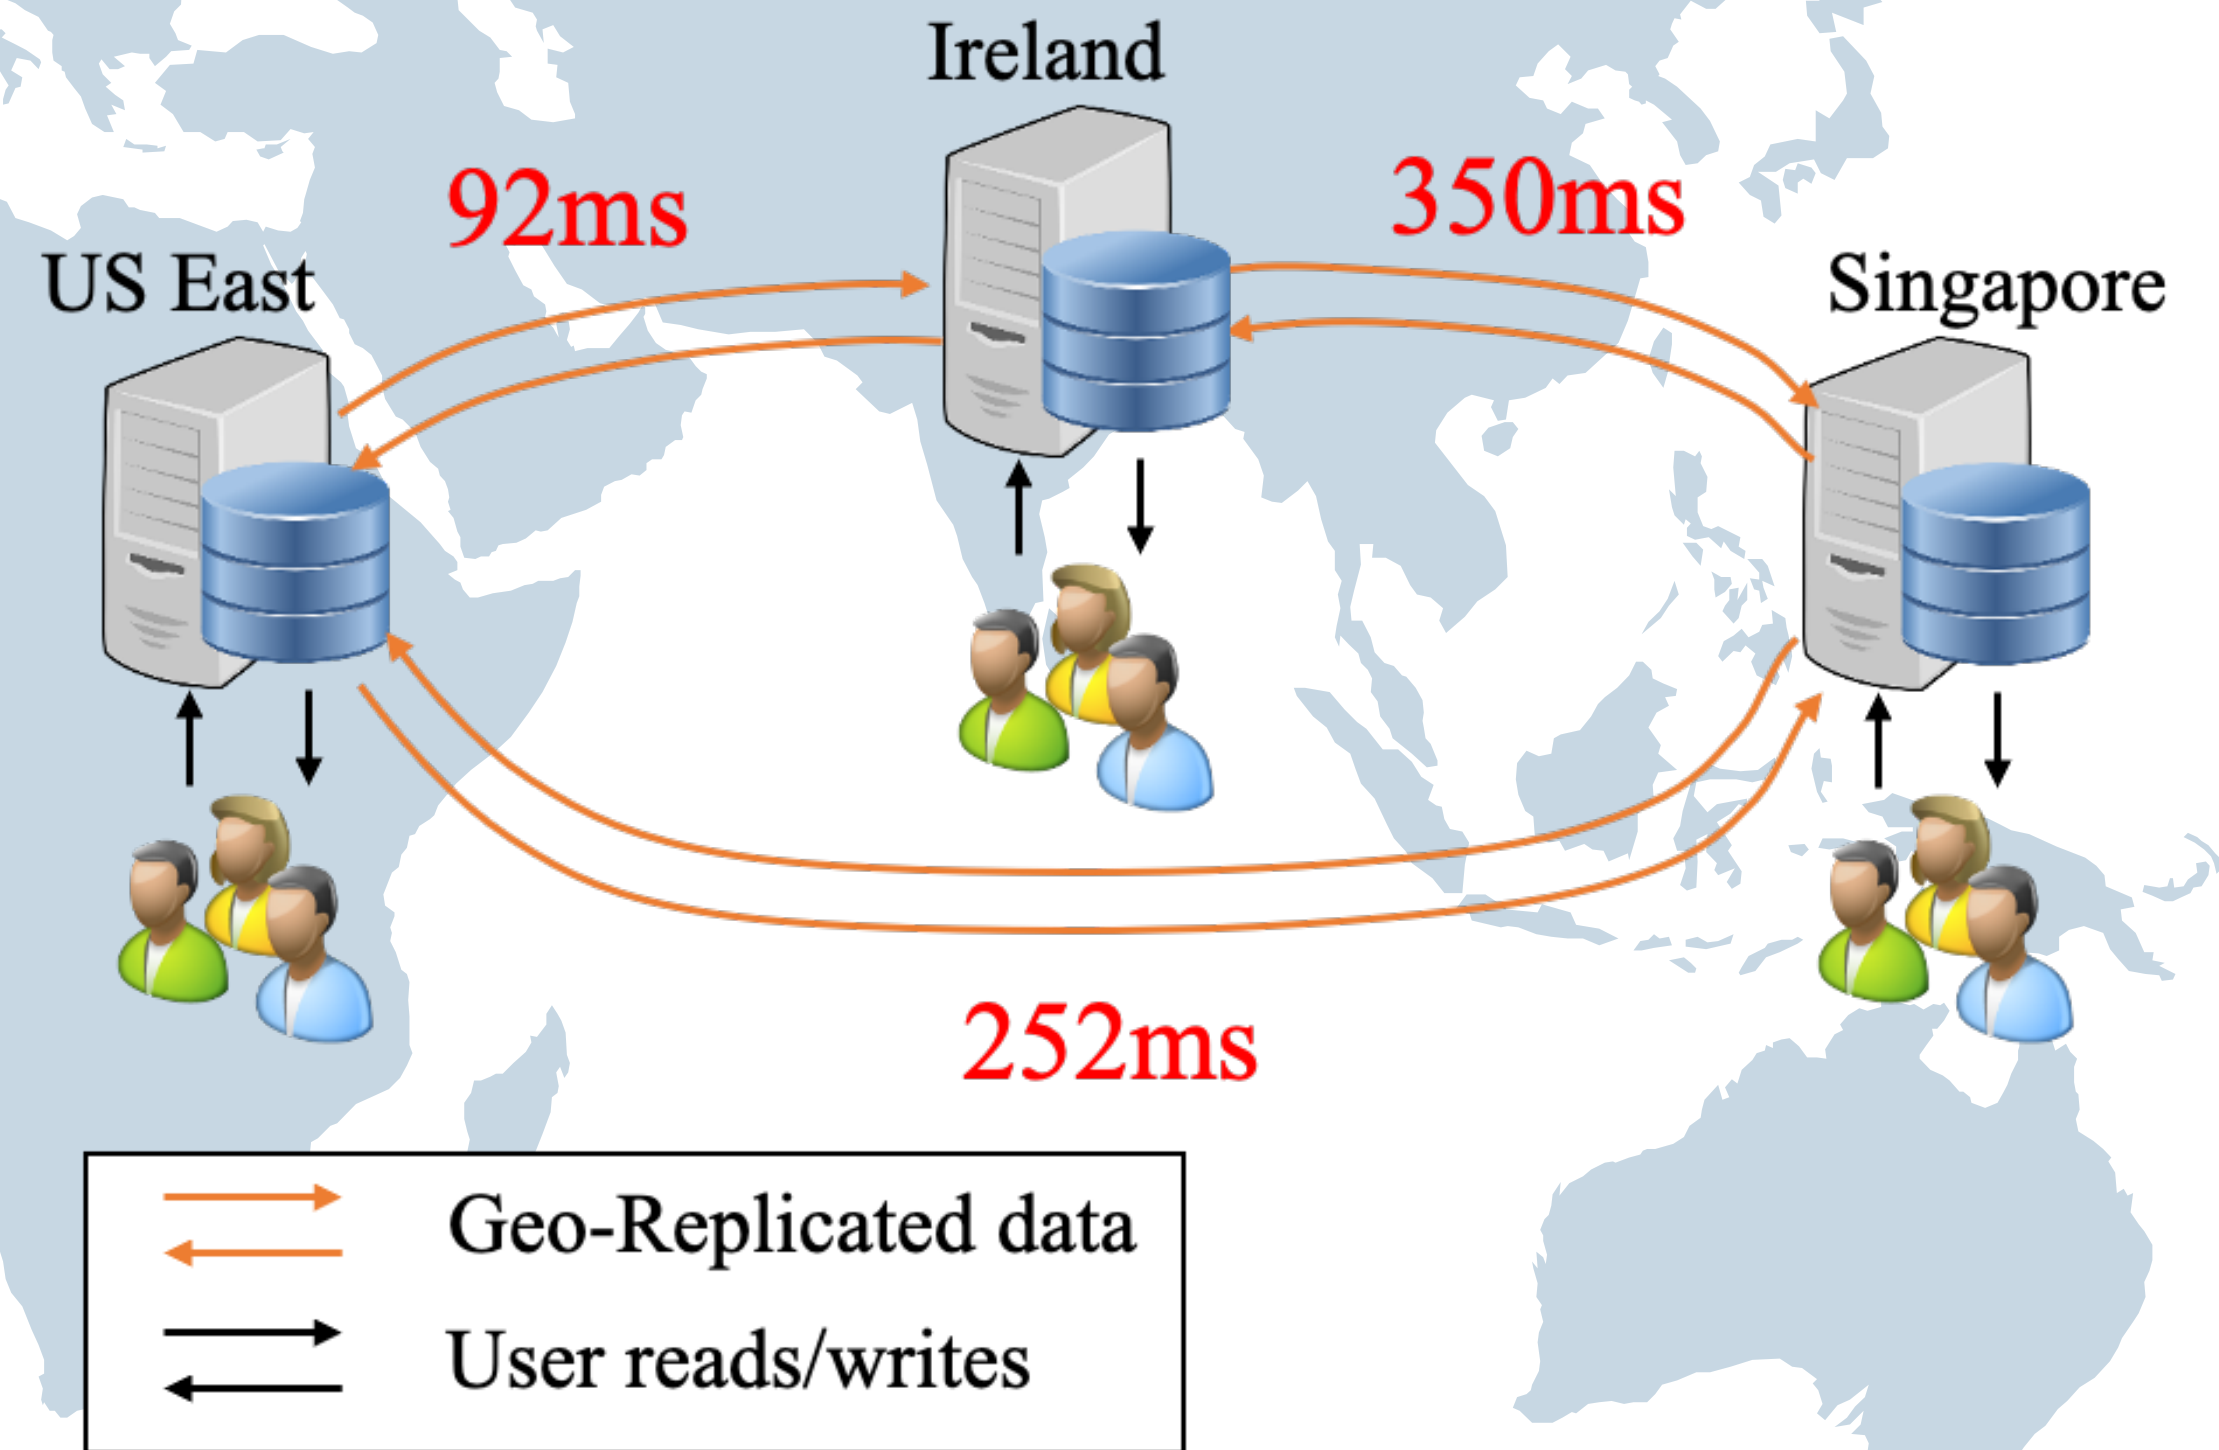 Ireland
92ms
350ms
US East
Singapore
252ms
Geo-Replicated data
User reads/writes